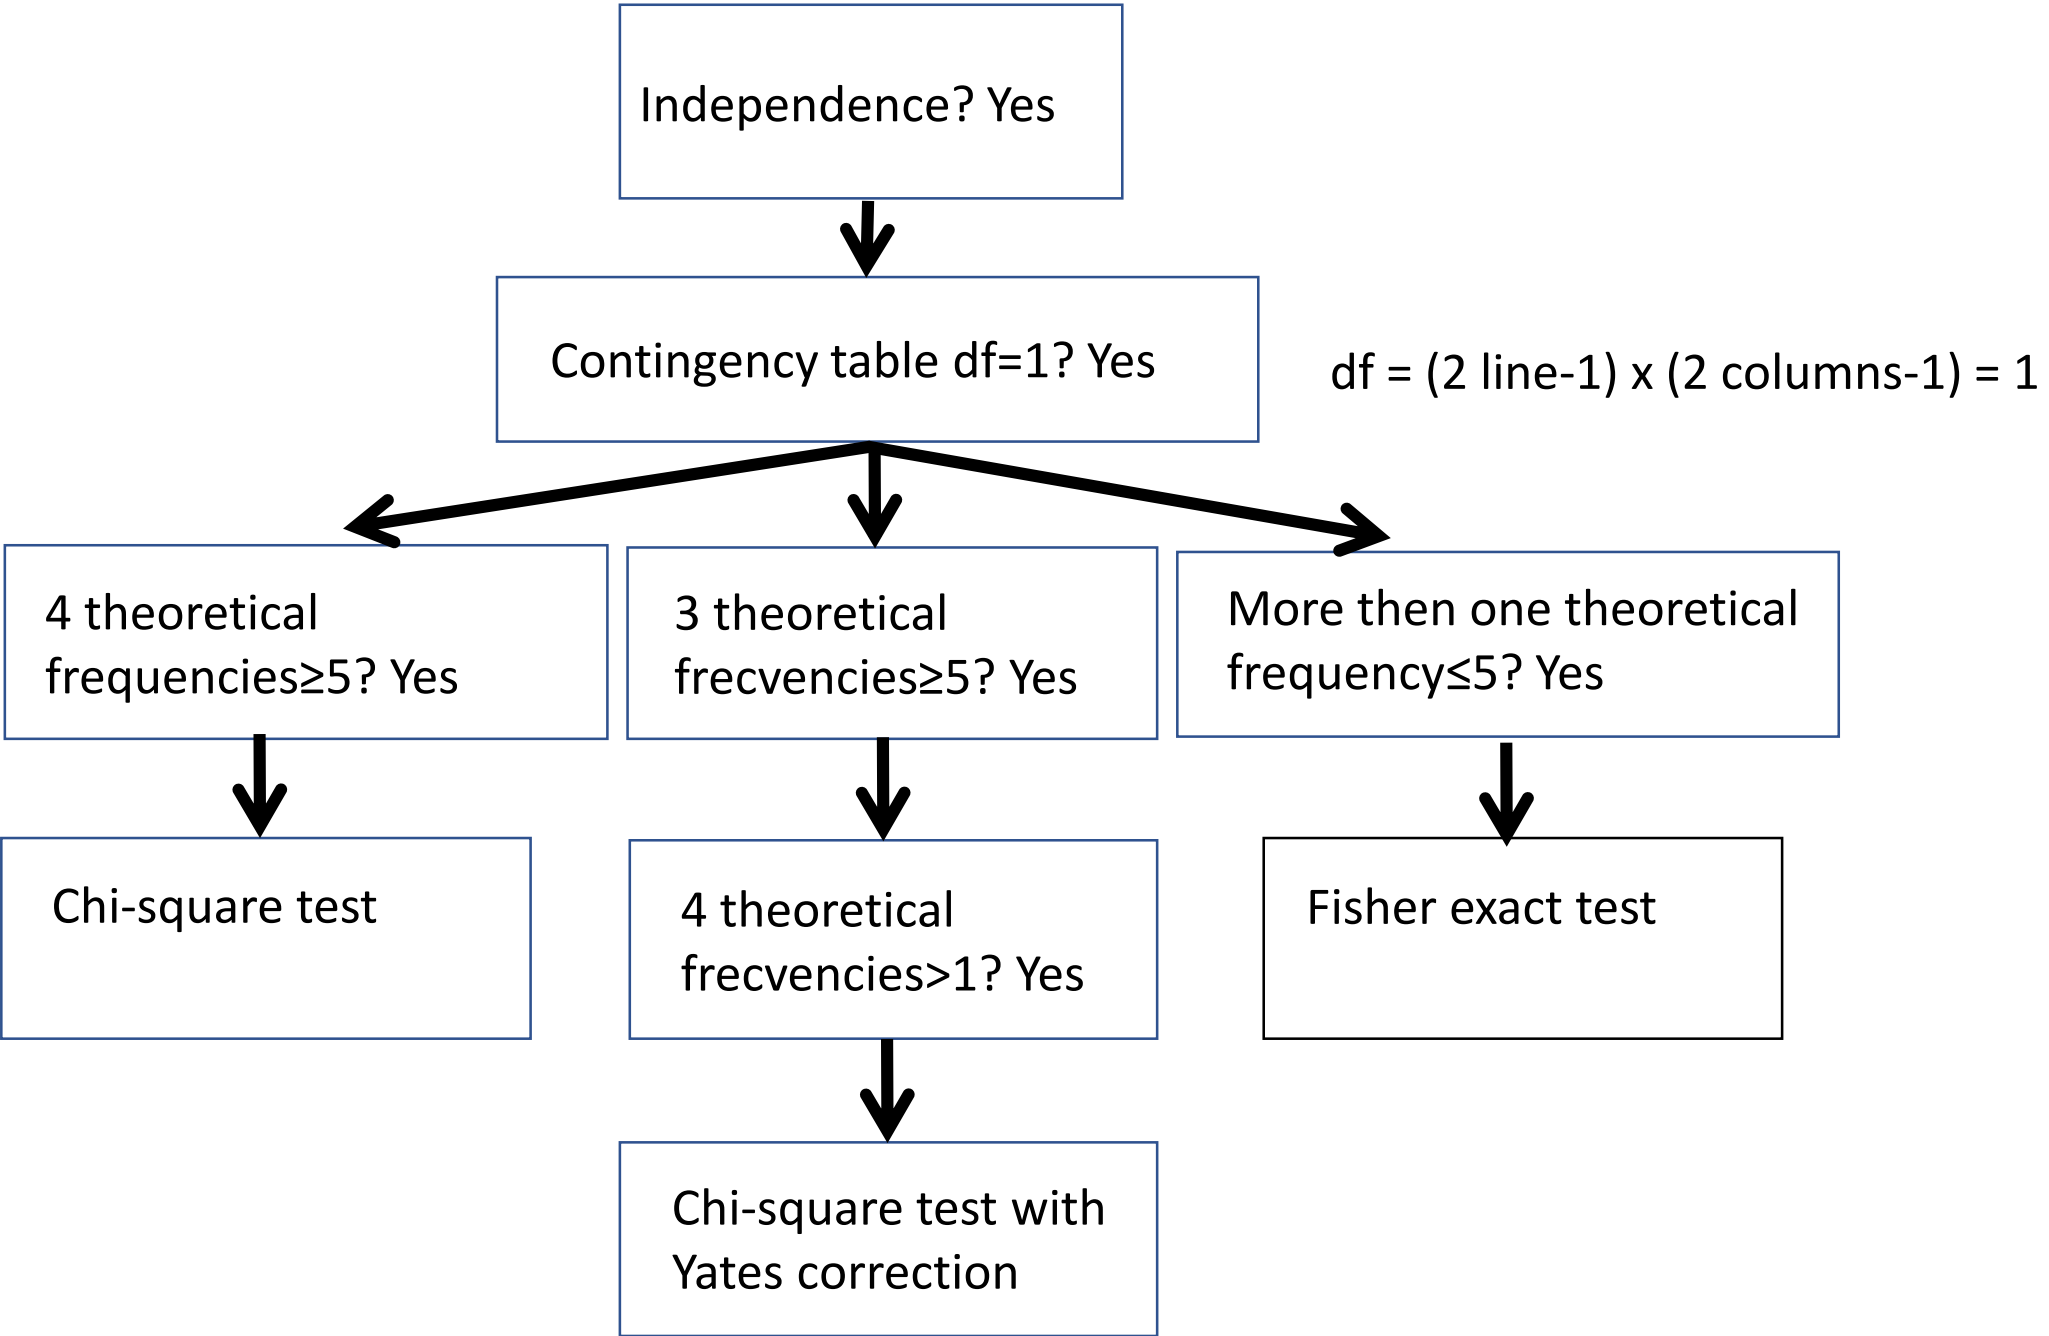 Independence? Yes
Contingency table df=1? Yes
df = (2 line-1) x (2 columns-1) = 1
4 theoretical
frequencies≥5? Yes
3 theoretical
frecvencies≥5? Yes
More then one theoretical
frequency≤5? Yes
Chi-square test
4 theoretical
frecvencies>1? Yes
Fisher exact test
Chi-square test with
Yates correction